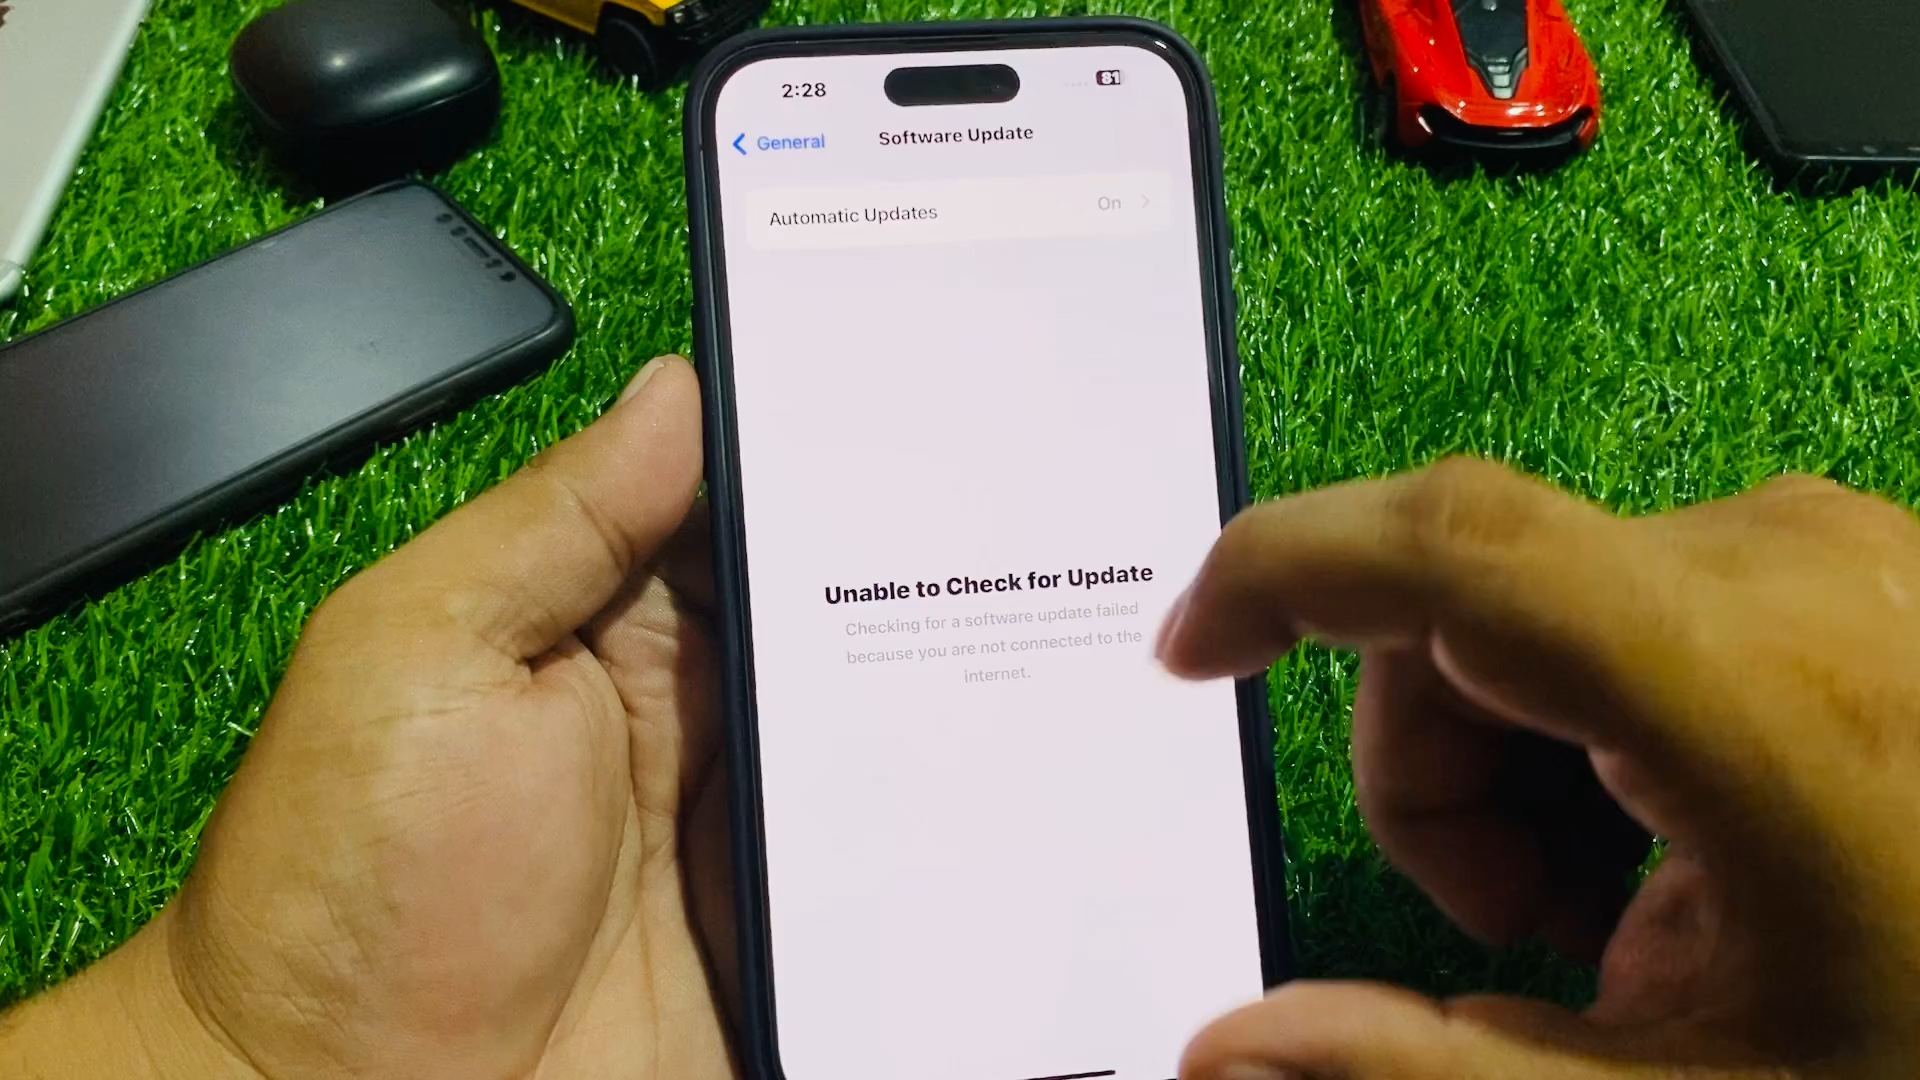 2:28
81
General
Software Update
Automatic Updates
On
Unable to Check for Update
Checking for a software update failed
because you are not connected to the
internet.